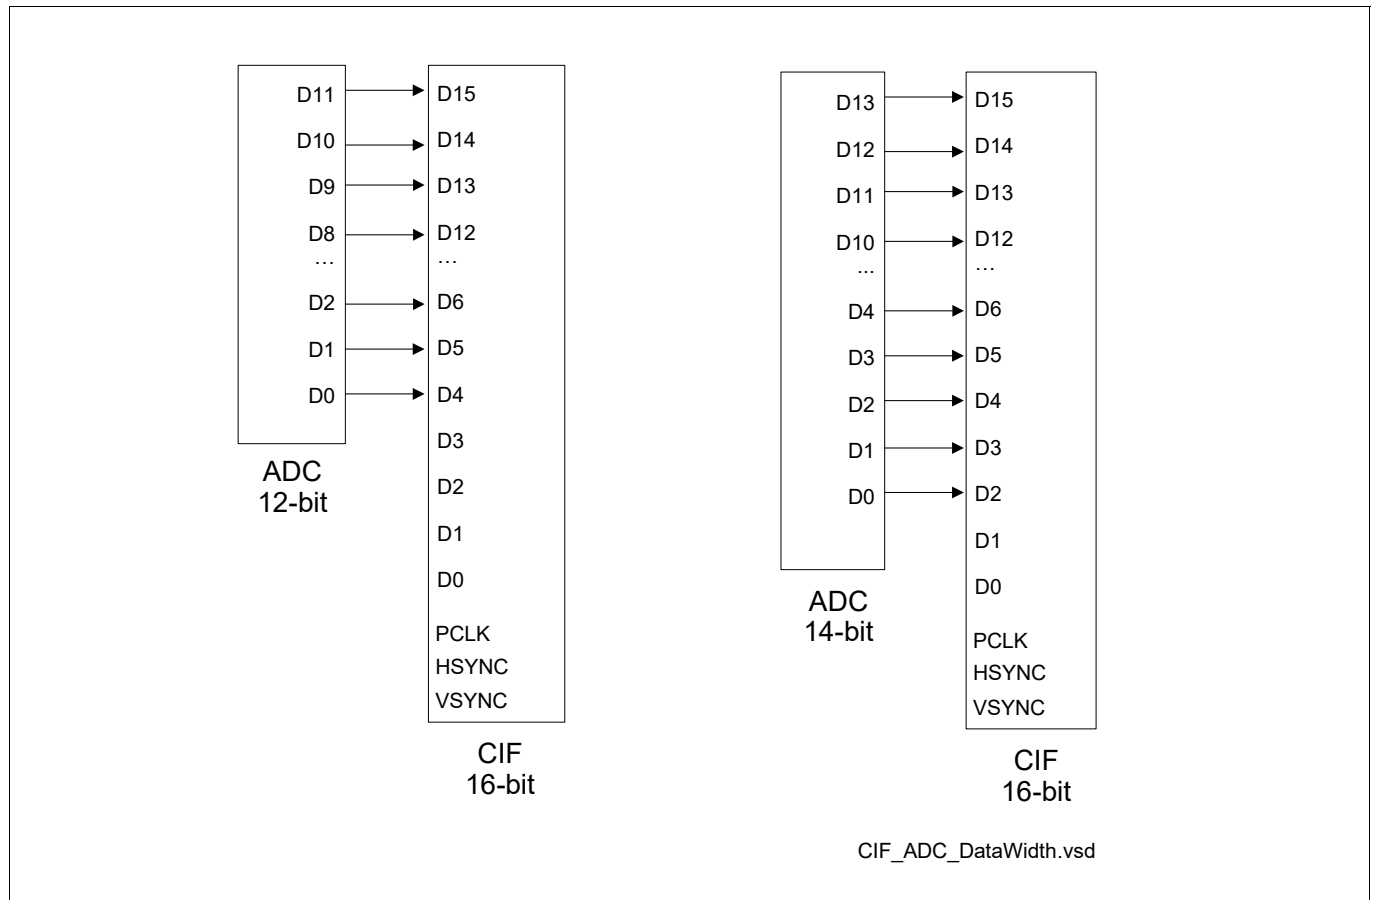 D11 D15
D10 D14
D9 D13
D8 D12
... ...
D2 D6
D1 D5
D0 D4
D3
D2
D1
D0
PCLK
HSYNC
VSYNC
ADC
12-bit
CIF
16-bit
D13 D15
D12 D14
D11 D13
D10 D12
... ...
D4 D6
D3 D5
D2 D4
D1 D3
D0 D2
D1
D0
PCLK
HSYNC
VSYNC
ADC
14-bit
CIF
16-bit
CIF_ADC_DataWidth.vsd